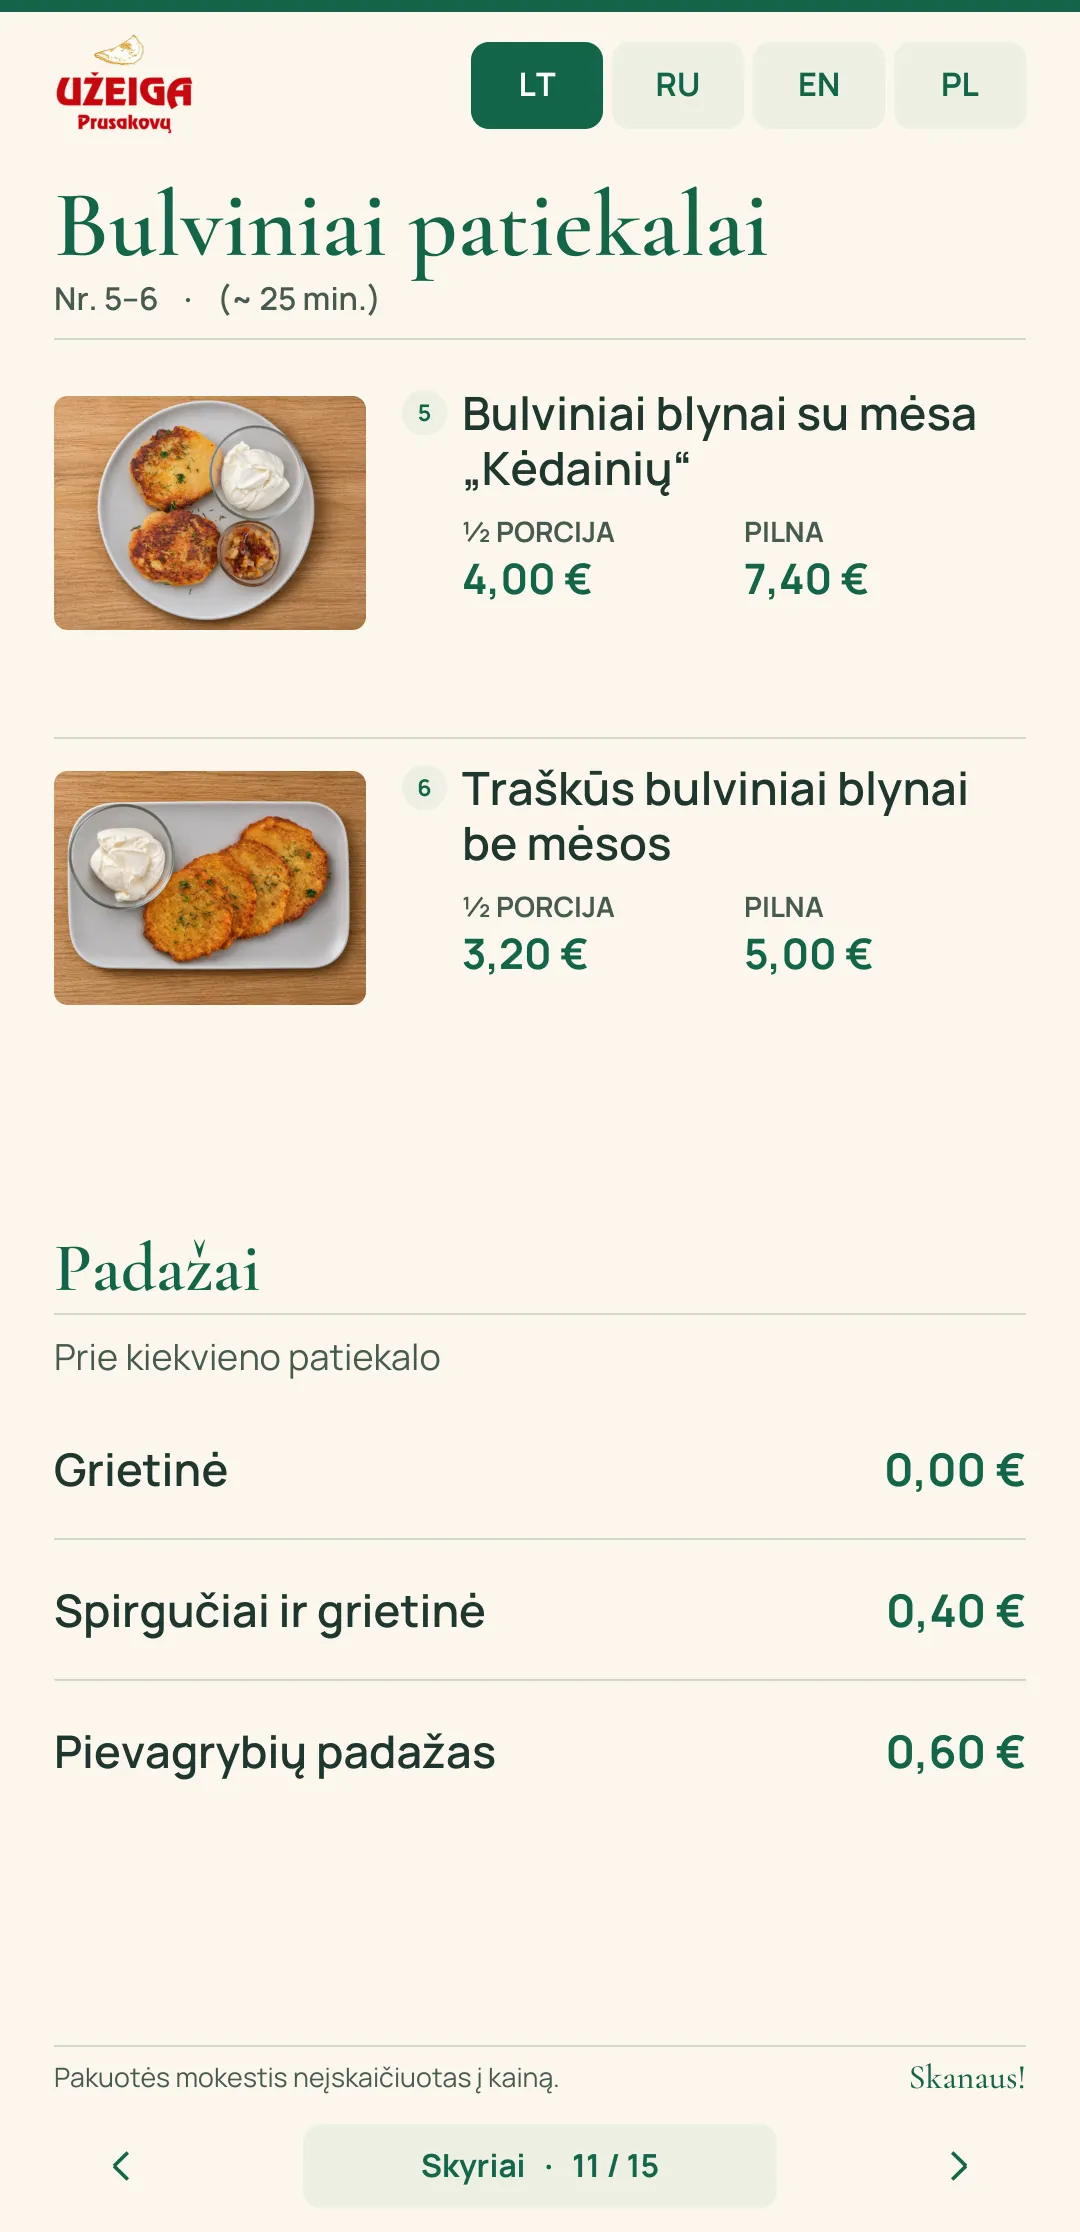 UŽEIGA
Prusakovų
LT
RU
EN
PL
Bulviniai patiekalai
Nr. 5–6 · (~ 25 min.)
5
Bulviniai blynai su mėsa
„Kėdainių“
½ PORCIJA
PILNA
4,00 €
7,40 €
6
Traškūs bulviniai blynai
be mėsos
½ PORCIJA
PILNA
3,20 €
5,00 €
Padažai
Prie kiekvieno patiekalo
Grietinė
0,00 €
Spirgučiai ir grietinė
0,40 €
Pievagrybių padažas
0,60 €
Pakuotės mokestis neįskaičiuotas į kainą.
Skanaus!
Skyriai · 11 / 15